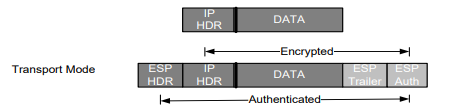 IP
HDR
DATA
Encrypted
Transport Mode
ESP
HDR
IP
HDR
DATA
ESP
Trailer
ESP
Auth
Authenticated